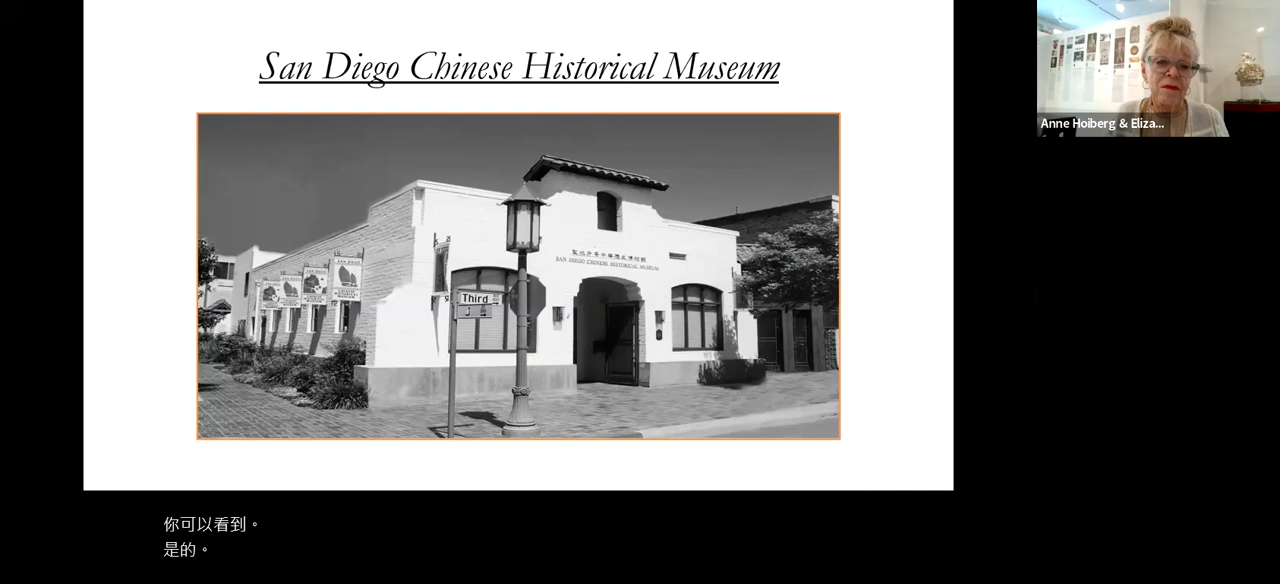 San Diego Chinese Historical Museum
SAN DIEGO CHINESE HISTORICAL MUSEUM
Third
J
Anne Hoiberg & Eliza...
你可以看到。
是的。